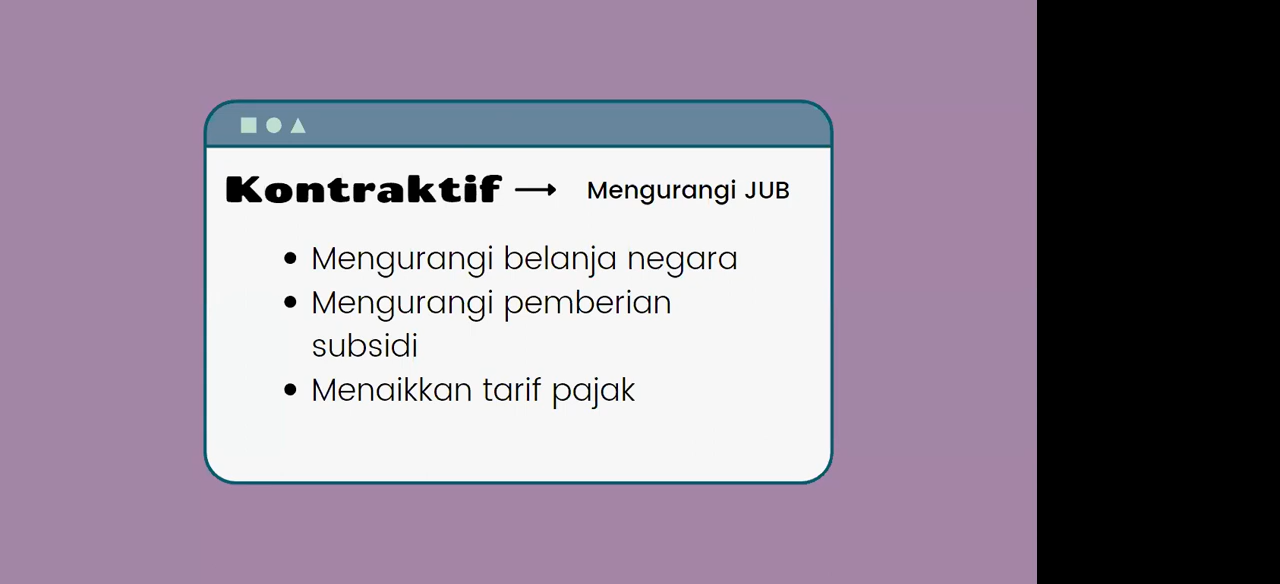 Kontraktif → Mengurangi JUB
• Mengurangi belanja negara
• Mengurangi pemberian
subsidi
• Menaikkan tarif pajak